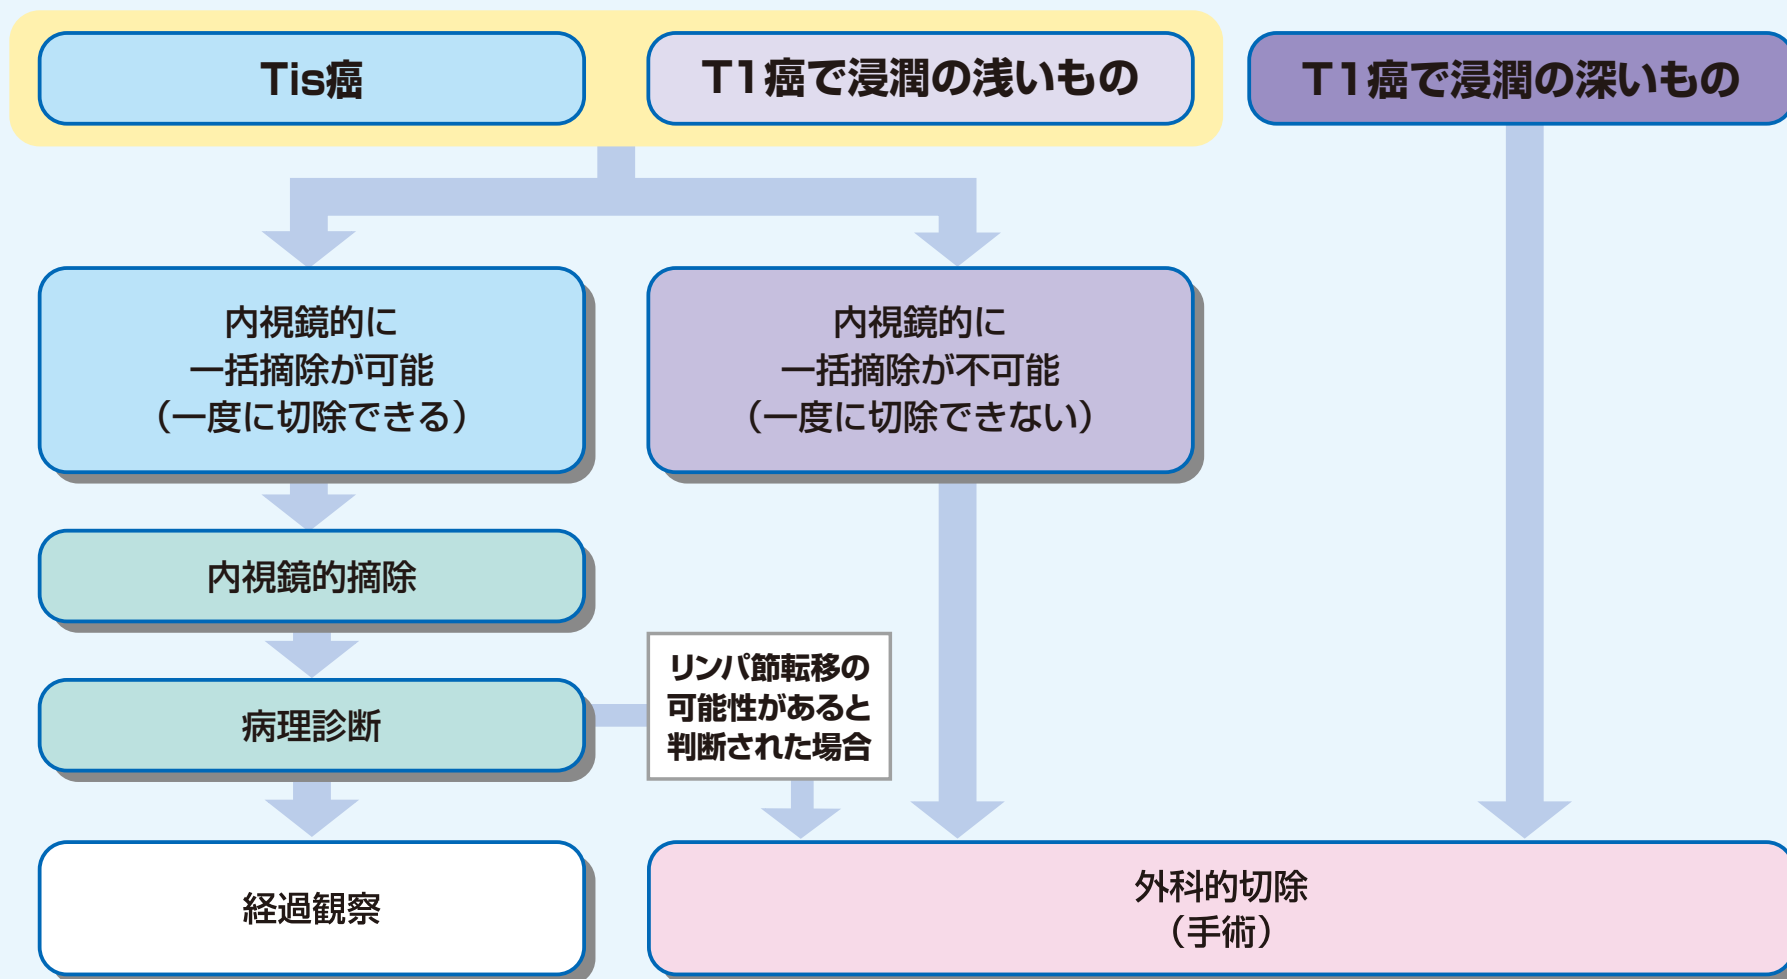 Tis癌
T1癌で浸潤の浅いもの
T1癌で浸潤の深いもの
内視鏡的に
一括摘除が可能
（一度に切除できる）
内視鏡的に
一括摘除が不可能
（一度に切除できない）
内視鏡的摘除
リンパ節転移の
可能性があると
判断された場合
病理診断
経過観察
外科的切除
（手術）